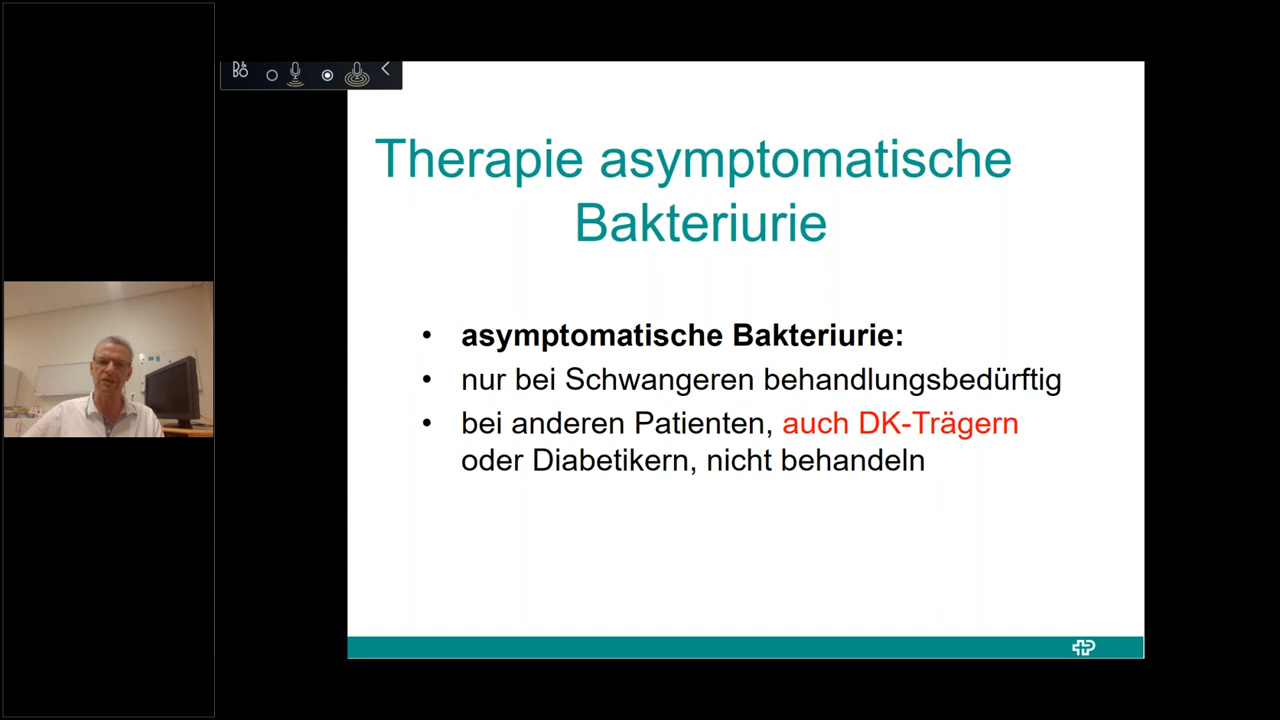 Therapie asymptomatische
Bakteriurie
• asymptomatische Bakteriurie:
• nur bei Schwangeren behandlungsbedürftig
• bei anderen Patienten, auch DK-Trägern
oder Diabetikern, nicht behandeln